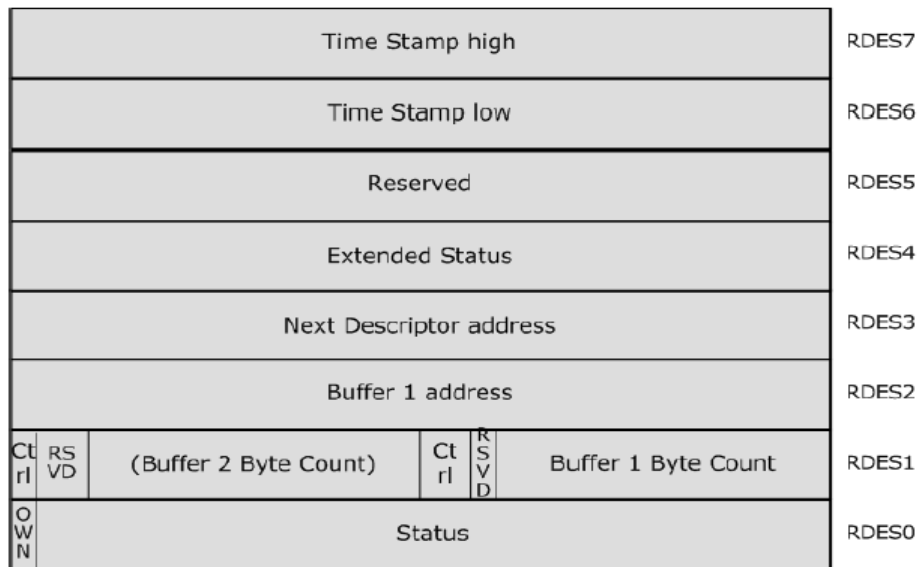 Time Stamp high RDES7
Time Stamp low RDES6
Reserved RDES5
Extended Status RDES4
Next Descriptor address RDES3
Buffer 1 address RDES2
Ct
rl
RS
VD
(Buffer 2 Byte Count)
Ct
rl
R
S
V
D
Buffer 1 Byte Count
RDES1
O
W
N
Status
RDES0